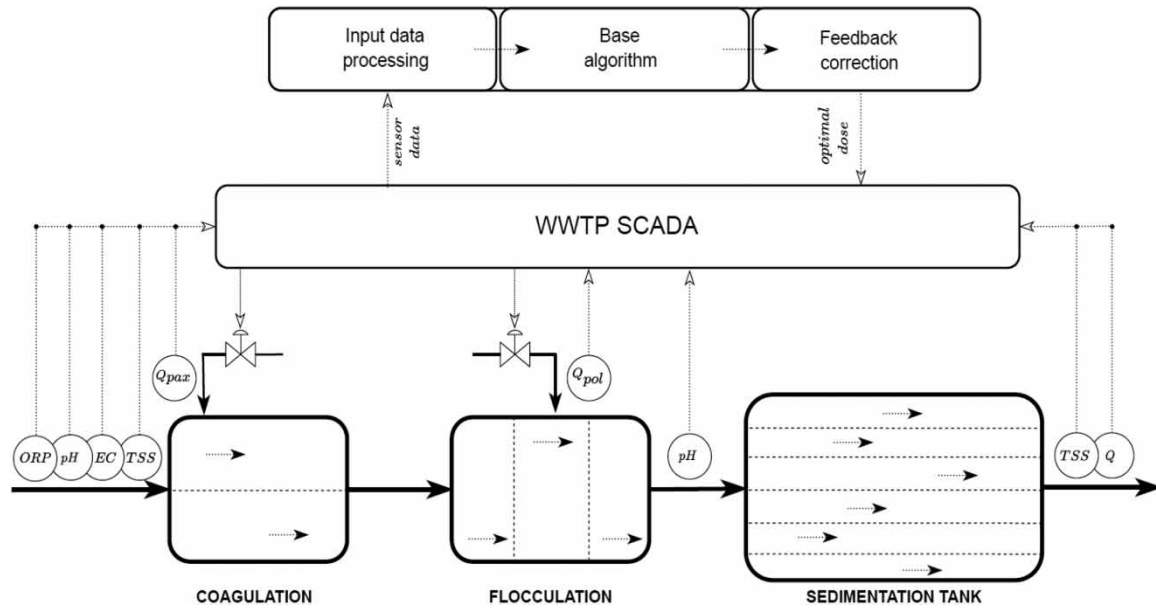 Input data
processing
Base
algorithm
Feedback
correction
sensor
data
optimal
dose
WWTP SCADA
Qpax
Qpol
ORP
pH
EC
TSS
pH
TSS
Q
COAGULATION
FLOCCULATION
SEDIMENTATION TANK